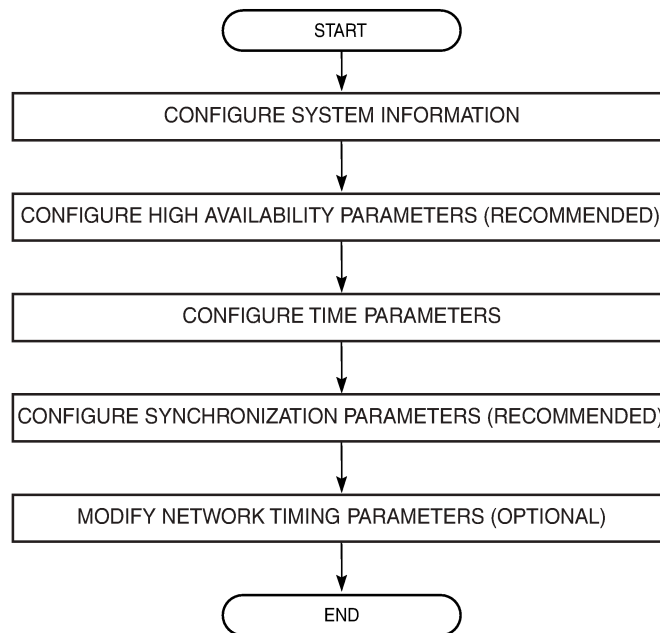 START
CONFIGURE SYSTEM INFORMATION
CONFIGURE HIGH AVAILABILITY PARAMETERS (RECOMMENDED)
CONFIGURE TIME PARAMETERS
CONFIGURE SYNCHRONIZATION PARAMETERS (RECOMMENDED)
MODIFY NETWORK TIMING PARAMETERS (OPTIONAL)
END